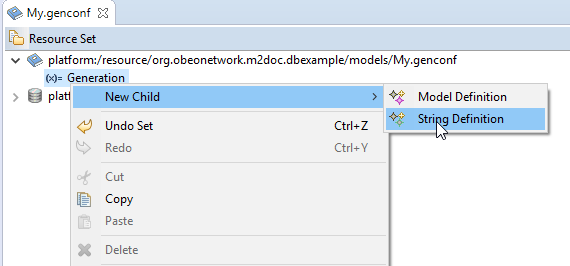 My.genconf
Resource Set
platform:/resource/org.obeonetwork.m2doc.dbexample/models/My.genconf
(x)= Generation
platf
New Child
Model Definition
String Definition
Undo Set Ctrl+Z
Redo Ctrl+Y
Cut
Copy
Paste
Delete